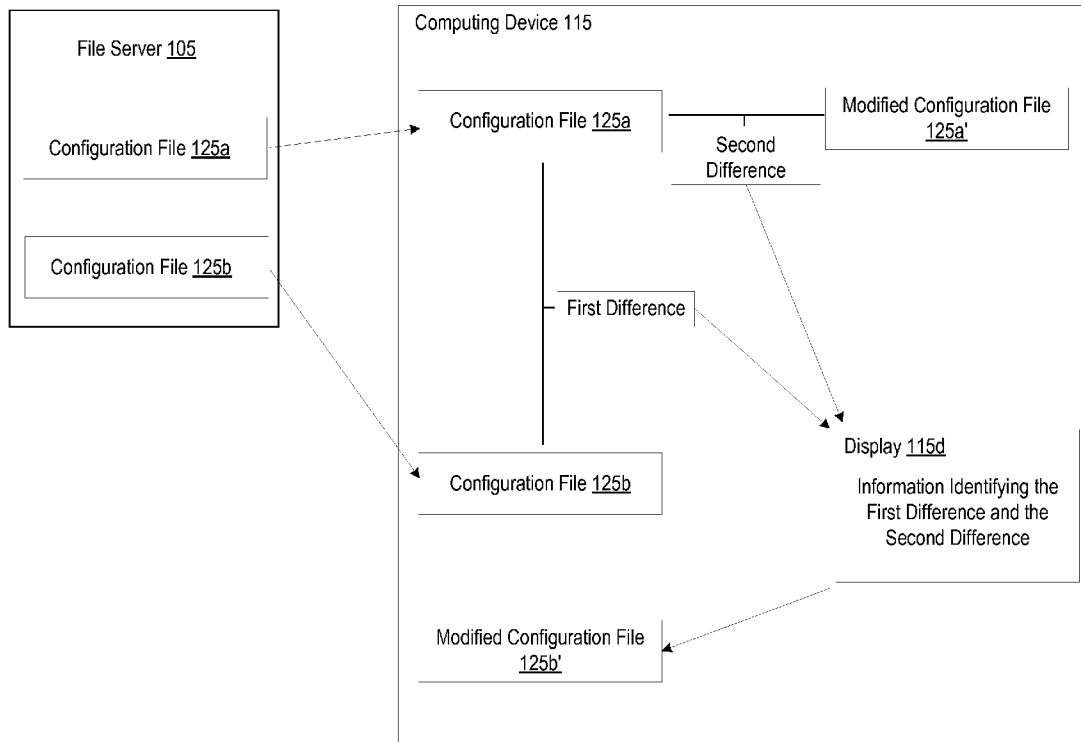 File Server 105
Configuration File 125a
Configuration File 125b
Computing Device 115
Configuration File 125a
Modified Configuration File
125a'
Second
Difference
First Difference
Configuration File 125b
Display 115d
Information Identifying the
First Difference and the
Second Difference
Modified Configuration File
125b'